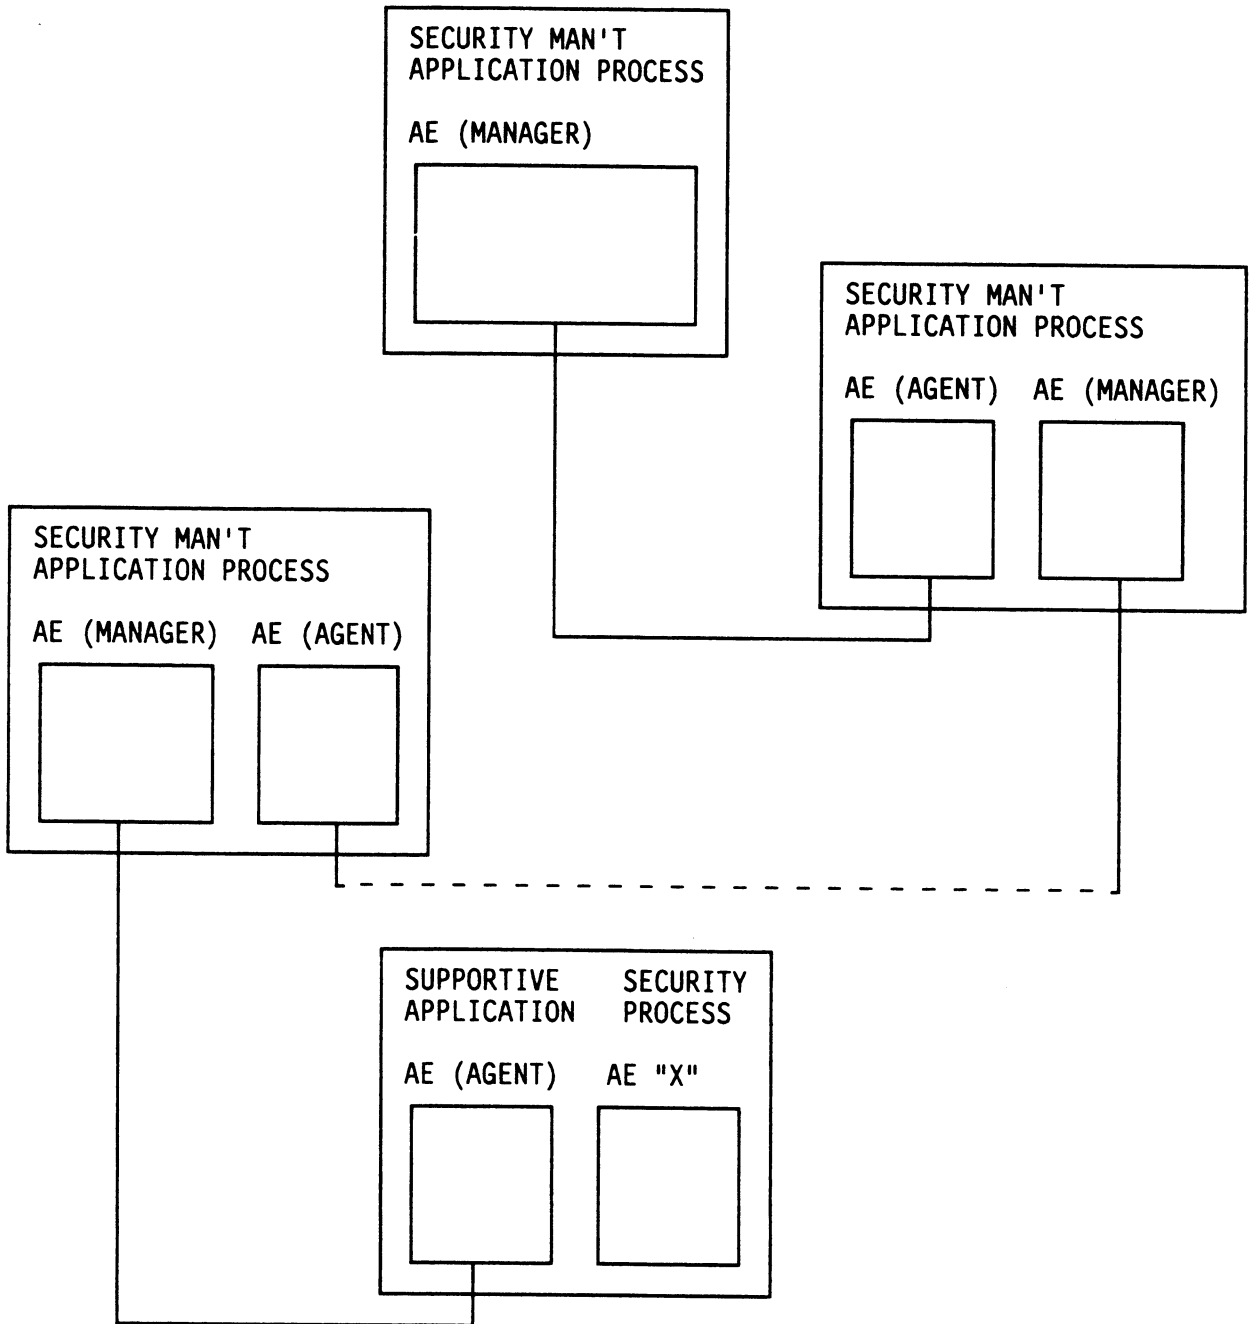 SECURITY MAN'T
APPLICATION PROCESS
AE (MANAGER)
SECURITY MAN'T
APPLICATION PROCESS
AE (AGENT) AE (MANAGER)
SECURITY MAN'T
APPLICATION PROCESS
AE (MANAGER) AE (AGENT)
SUPPORTIVE SECURITY
APPLICATION PROCESS
AE (AGENT) AE "X"